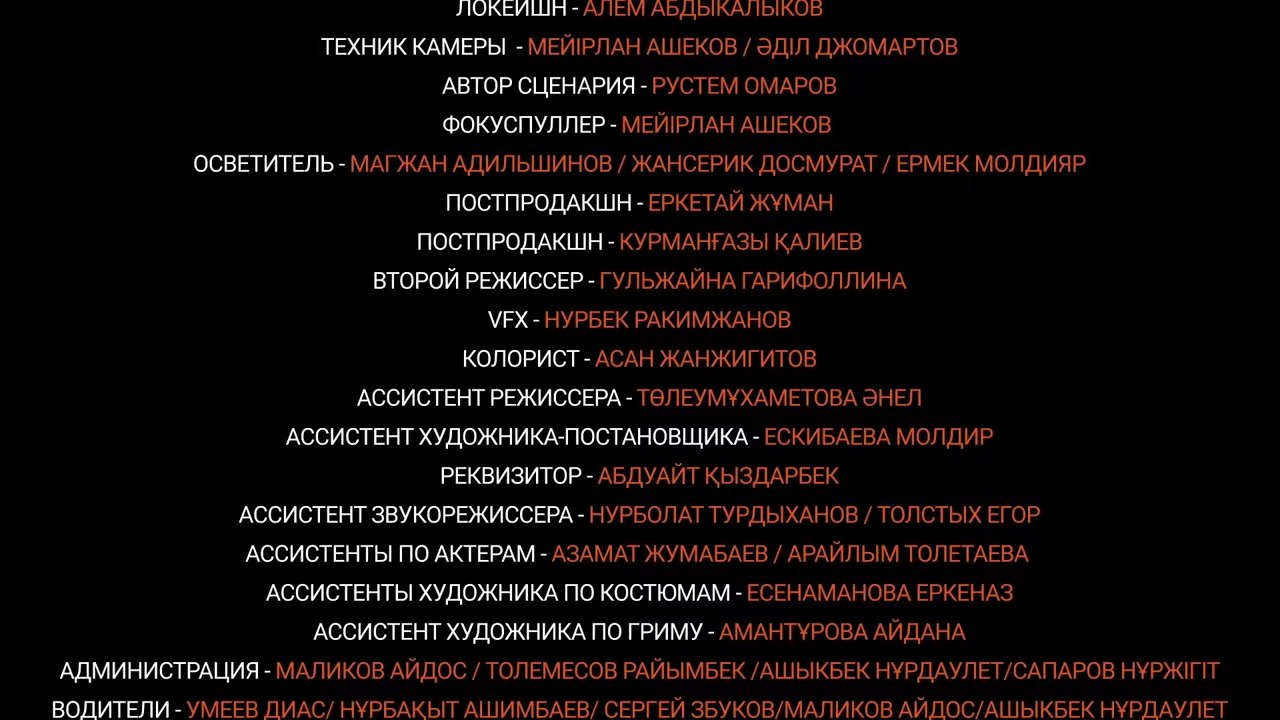 ЛОКЕЙШН - АЛЕМ АБДЫКАЛЫКОВ
ТЕХНИК КАМЕРЫ - МЕЙІРЛАН АШЕКОВ / ӘДІЛ ДЖОМАРТОВ
АВТОР СЦЕНАРИЯ - РУСТЕМ ОМАРОВ
ФОКУСПУЛЛЕР - МЕЙІРЛАН АШЕКОВ
ОСВЕТИТЕЛЬ - МАГЖАН АДИЛЬШИНОВ / ЖАНСЕРИК ДОСМУРАТ / ЕРМЕК МОЛДИЯР
ПОСТПРОДАКШН - ЕРКЕТАЙ ЖҰМАН
ПОСТПРОДАКШН - КУРМАНҒАЗЫ ҚАЛИЕВ
ВТОРОЙ РЕЖИССЕР - ГУЛЬЖАЙНА ГАРИФОЛЛИНА
VFX - НУРБЕК РАКИМЖАНОВ
КОЛОРИСТ - АСАН ЖАНЖИГИТОВ
АССИСТЕНТ РЕЖИССЕРА - ТӨЛЕУМҰХАМЕТОВА ӘНЕЛ
АССИСТЕНТ ХУДОЖНИКА-ПОСТАНОВЩИКА - ЕСКИБАЕВА МОЛДИР
РЕКВИЗИТОР - АБДУАЙТ ҚЫЗДАРБЕК
АССИСТЕНТ ЗВУКОРЕЖИССЕРА - НУРБОЛАТ ТУРДЫХАНОВ / ТОЛСТЫХ ЕГОР
АССИСТЕНТЫ ПО АКТЕРАМ - АЗАМАТ ЖУМАБАЕВ / АРАЙЛЫМ ТОЛЕТАЕВА
АССИСТЕНТЫ ХУДОЖНИКА ПО КОСТЮМАМ - ЕСЕНАМАНОВА ЕРКЕНАЗ
АССИСТЕНТ ХУДОЖНИКА ПО ГРИМУ - АМАНТҰРОВА АЙДАНА
АДМИНИСТРАЦИЯ - МАЛИКОВ АЙДОС / ТОЛЕМЕСОВ РАЙЫМБЕК /АШЫКБЕК НҰРДАУЛЕТ/САПАРОВ НҰРЖІГІТ
ВОДИТЕЛИ - УМЕЕВ ДИАС/ НҰРБАҚЫТ АШИМБАЕВ/ СЕРГЕЙ ЗБУКОВ/МАЛИКОВ АЙДОС/АШЫКБЕК НҰРДАУЛЕТ